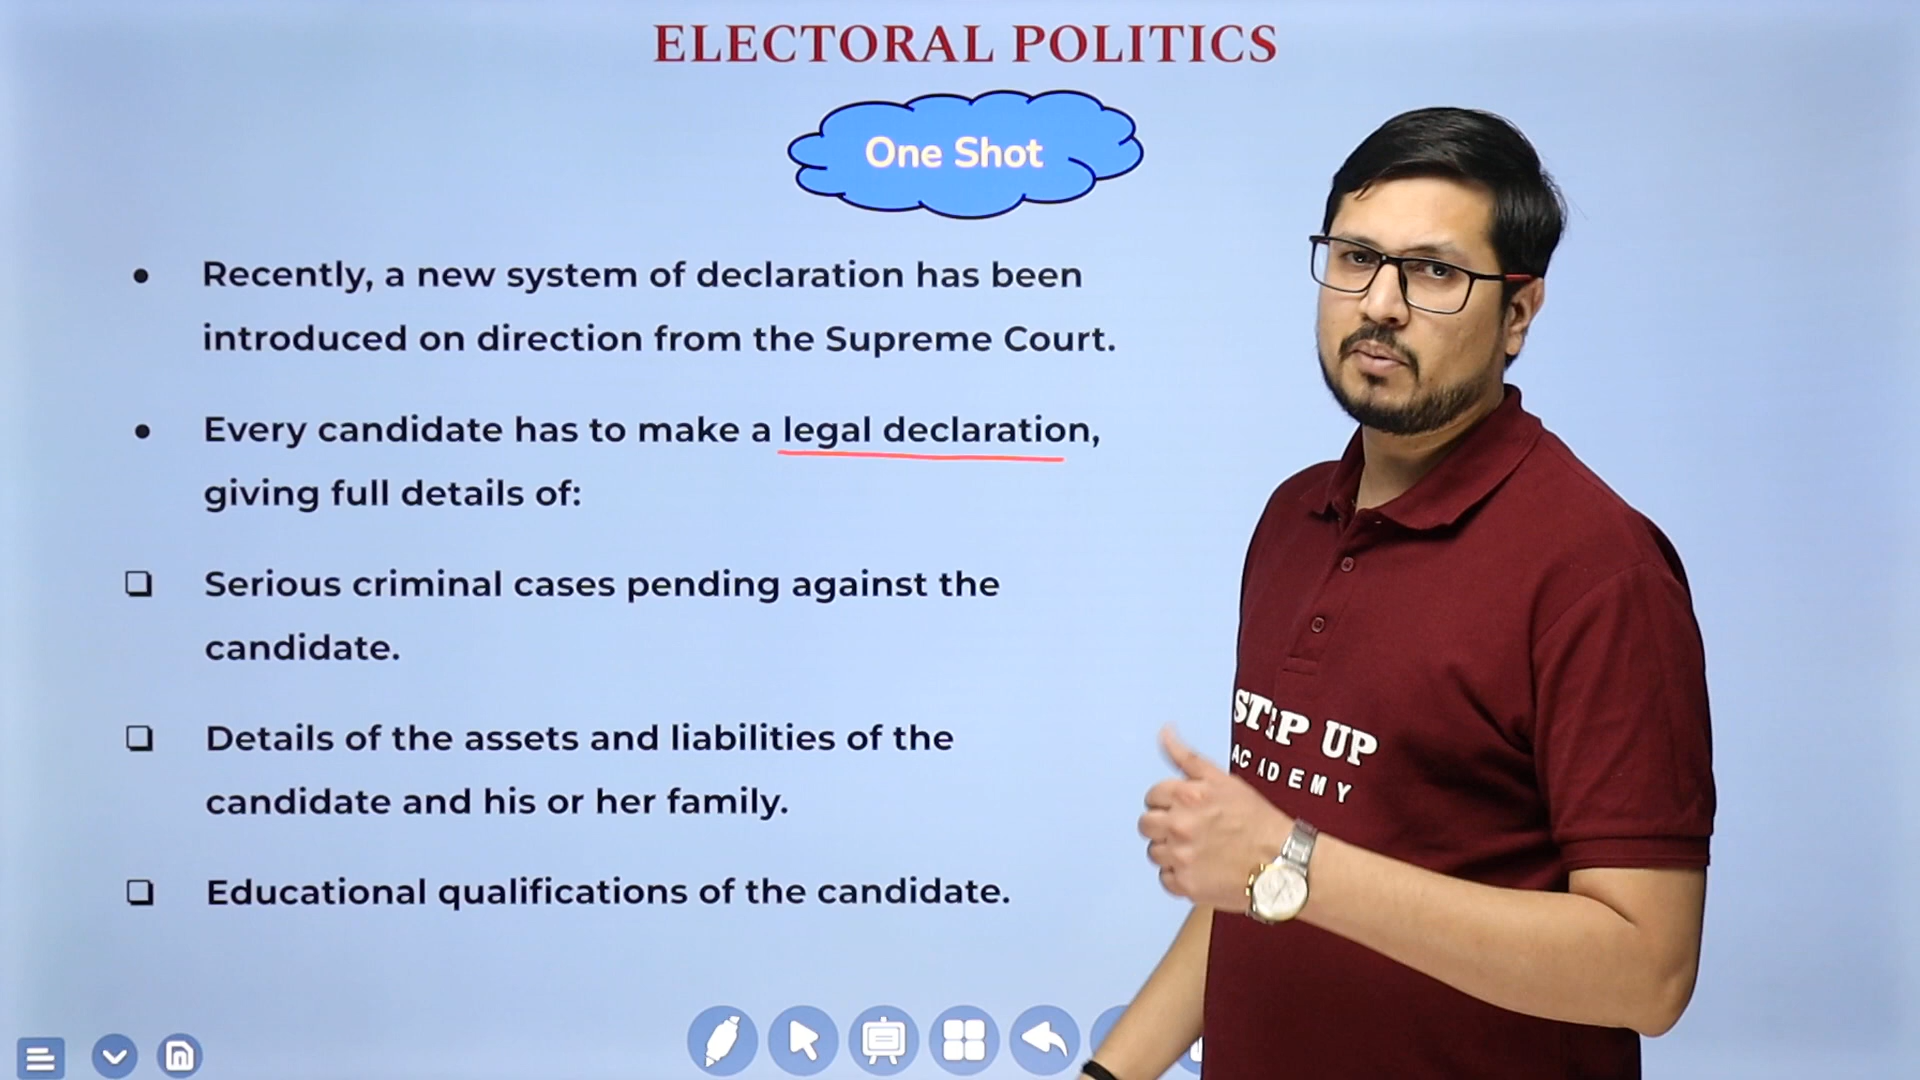 ELECTORAL POLITICS
One Shot
• Recently, a new system of declaration has been
introduced on direction from the Supreme Court.
• Every candidate has to make a legal declaration,
giving full details of:
❏ Serious criminal cases pending against the
candidate.
❏ Details of the assets and liabilities of the
candidate and his or her family.
❏ Educational qualifications of the candidate.
STEP UP
ACADEMY